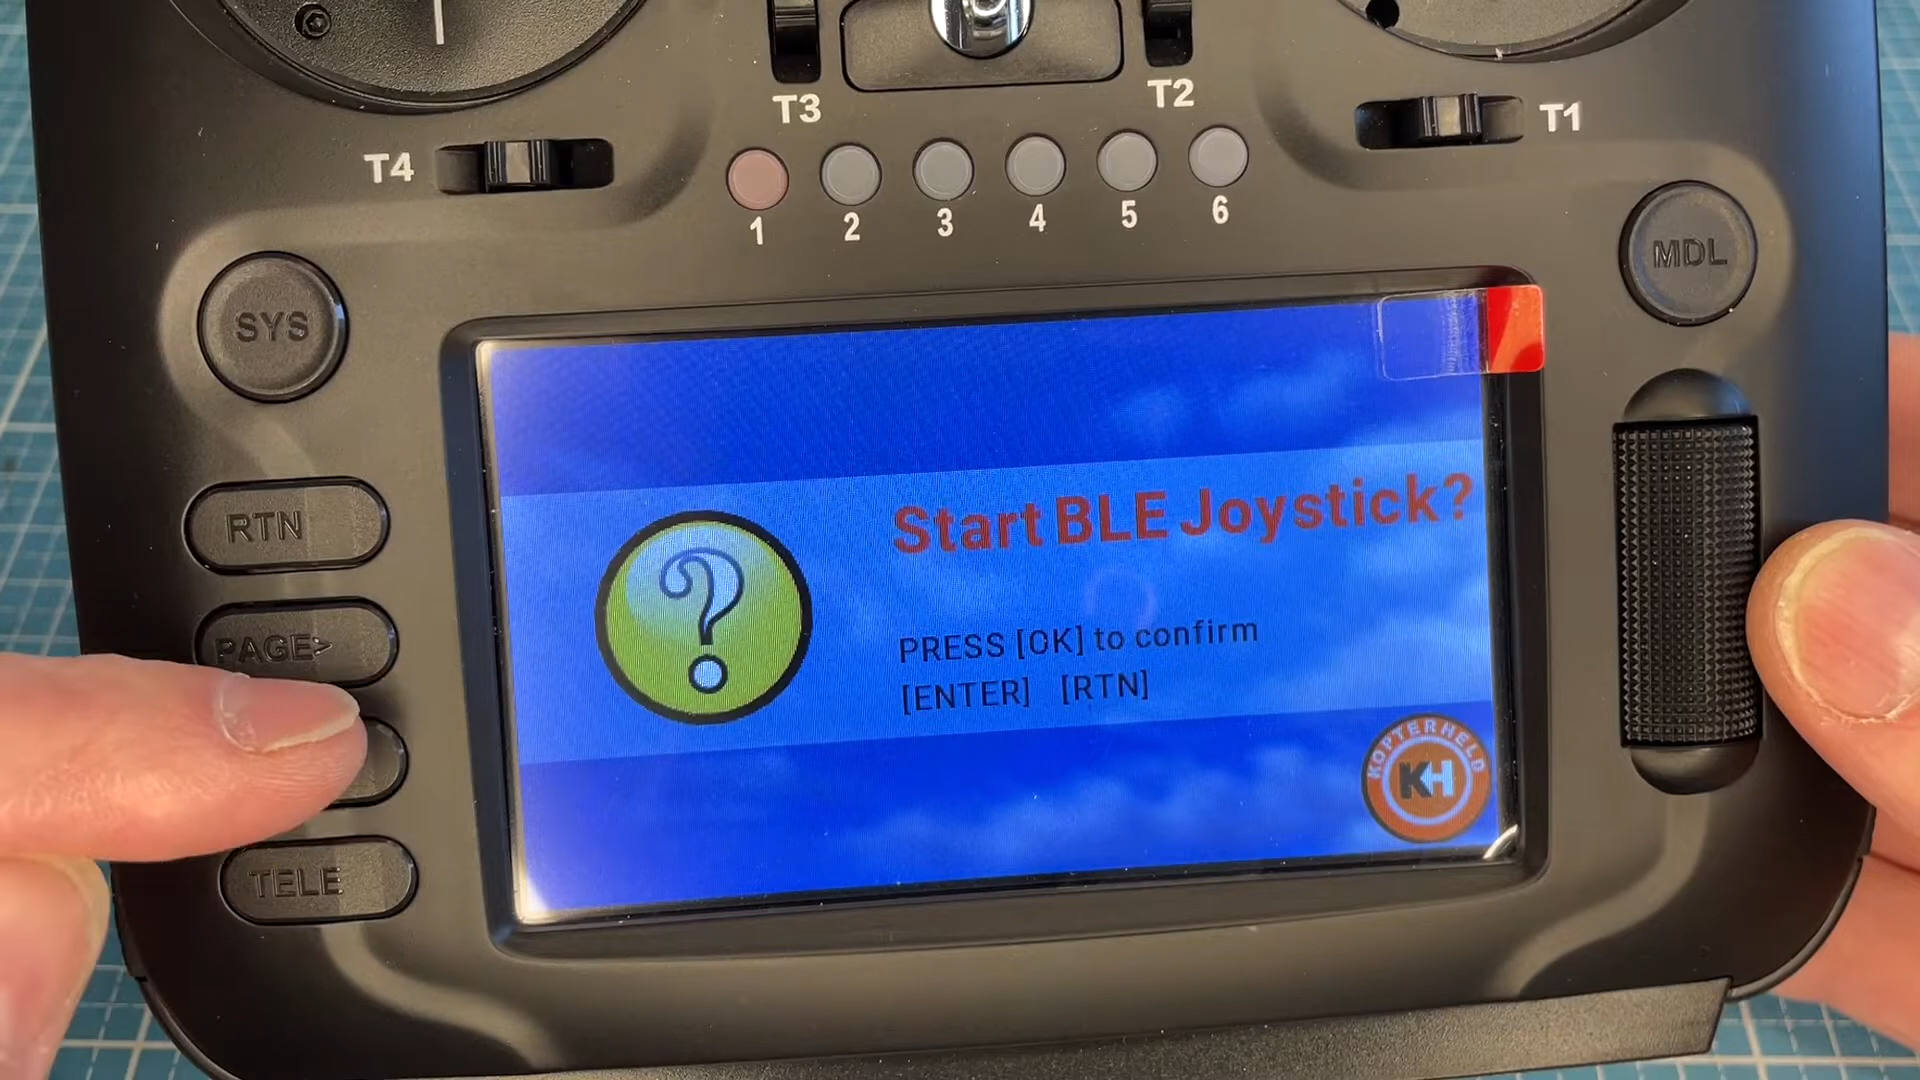 T3
T2
T1
T4
1 2 3 4 5 6
SYS
MDL
RTN
PAGE>
TELE
Start BLE Joystick?
PRESS [OK] to confirm
[ENTER] [RTN]
KOPTERHELD
KH